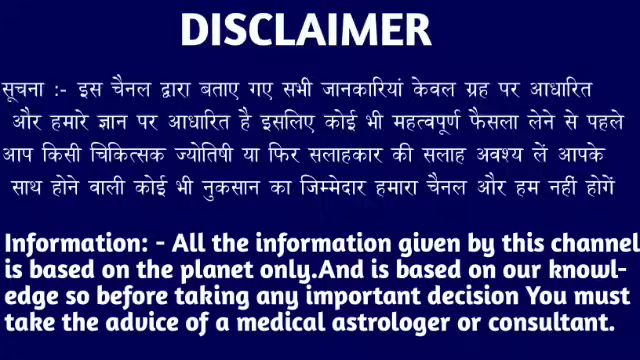 DISCLAIMER
सूचना :- इस चैनल द्वारा बताए गए सभी जानकारियां केवल ग्रह पर आधारित
और हमारे ज्ञान पर आधारित है इसलिए कोई भी महत्वपूर्ण फैसला लेने से पहले
आप किसी चिकित्सक ज्योतिषी या फिर सलाहकार की सलाह अवश्य लें आपके
साथ होने वाली कोई भी नुकसान का जिम्मेदार हमारा चैनल और हम नहीं होगें
Information: - All the information given by this channel
is based on the planet only.And is based on our knowl-
edge so before taking any important decision You must
take the advice of a medical astrologer or consultant.